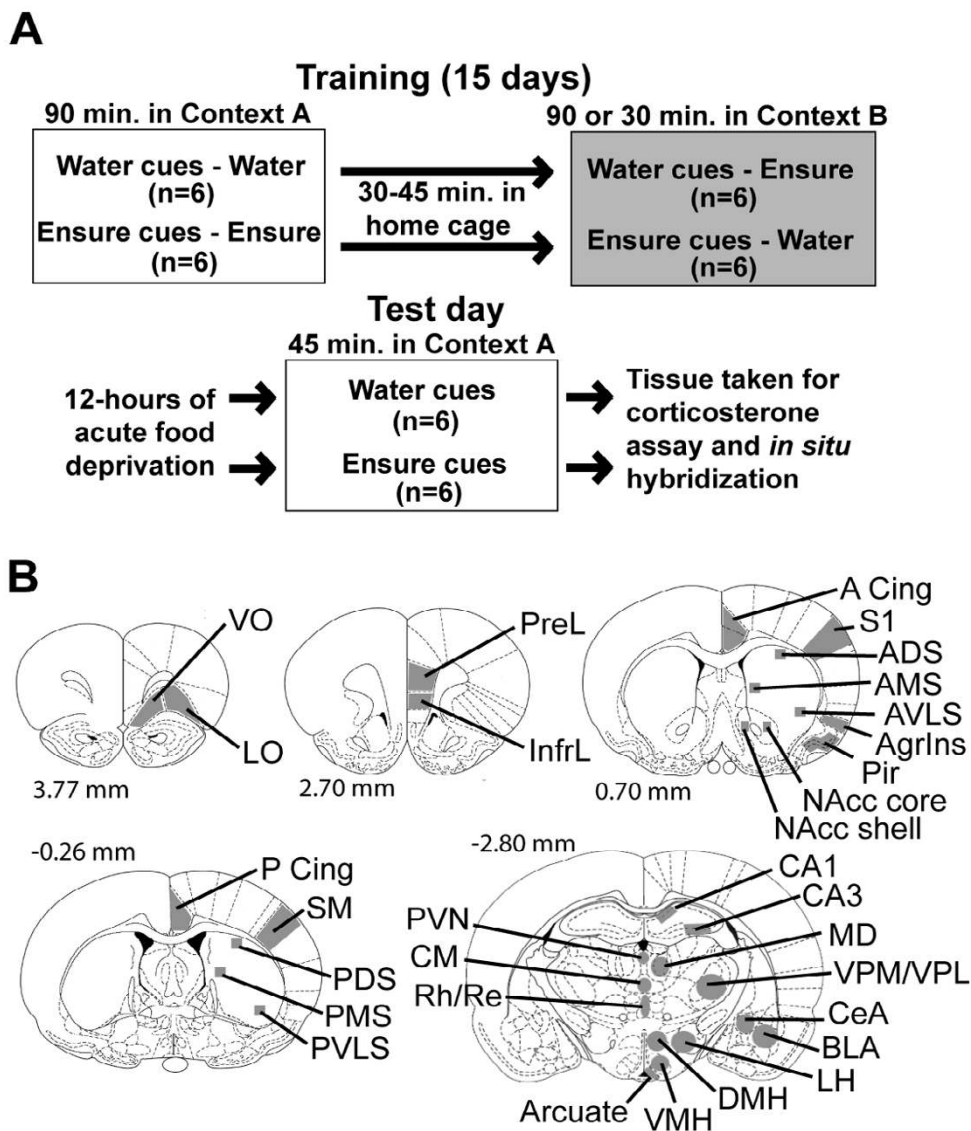 A
Training (15 days)
90 min. in Context A
90 or 30 min. in Context B
Water cues - Water
(n=6)
Ensure cues - Ensure
(n=6)
30-45 min. in
home cage
Water cues - Ensure
(n=6)
Ensure cues - Water
(n=6)
Test day
45 min. in Context A
12-hours of
acute food
deprivation
Water cues
(n=6)
Ensure cues
(n=6)
Tissue taken for
corticosterone
assay and in situ
hybridization
B
VO
LO
3.77 mm
PreL
InfrL
2.70 mm
A Cing
S1
ADS
AMS
AVLS
AgrIns
Pir
NAcc core
NAcc shell
0.70 mm
-0.26 mm
P Cing
SM
PDS
PMS
PVLS
-2.80 mm
CA1
CA3
PVN
MD
CM
VPM/VPL
Rh/Re
CeA
BLA
LH
DMH
VMH
Arcuate